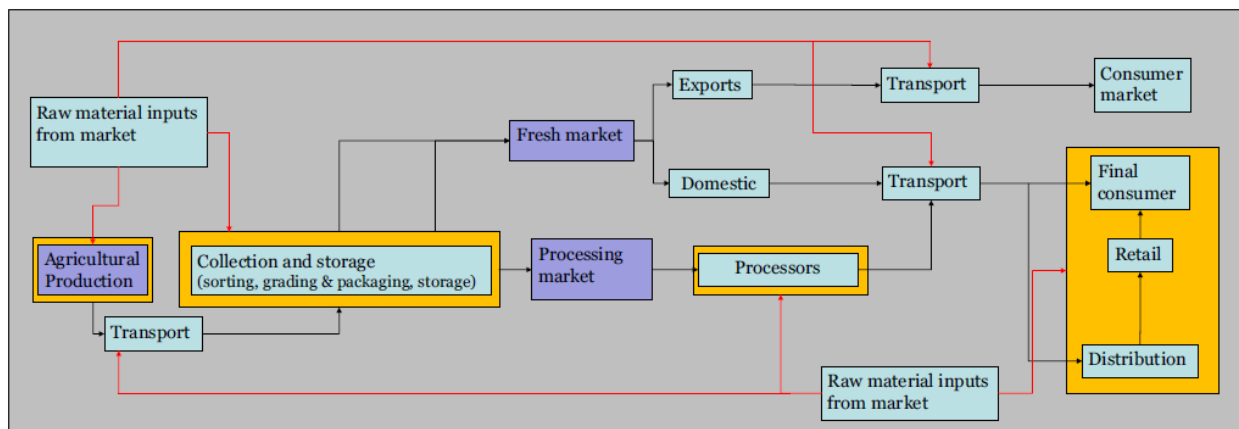 Exports
Transport
Consumer
market
Raw material inputs
from market
Fresh market
Domestic
Transport
Final
consumer
Agricultural
Production
Collection and storage
(sorting, grading & packaging, storage)
Processing
market
Processors
Retail
Transport
Distribution
Raw material inputs
from market